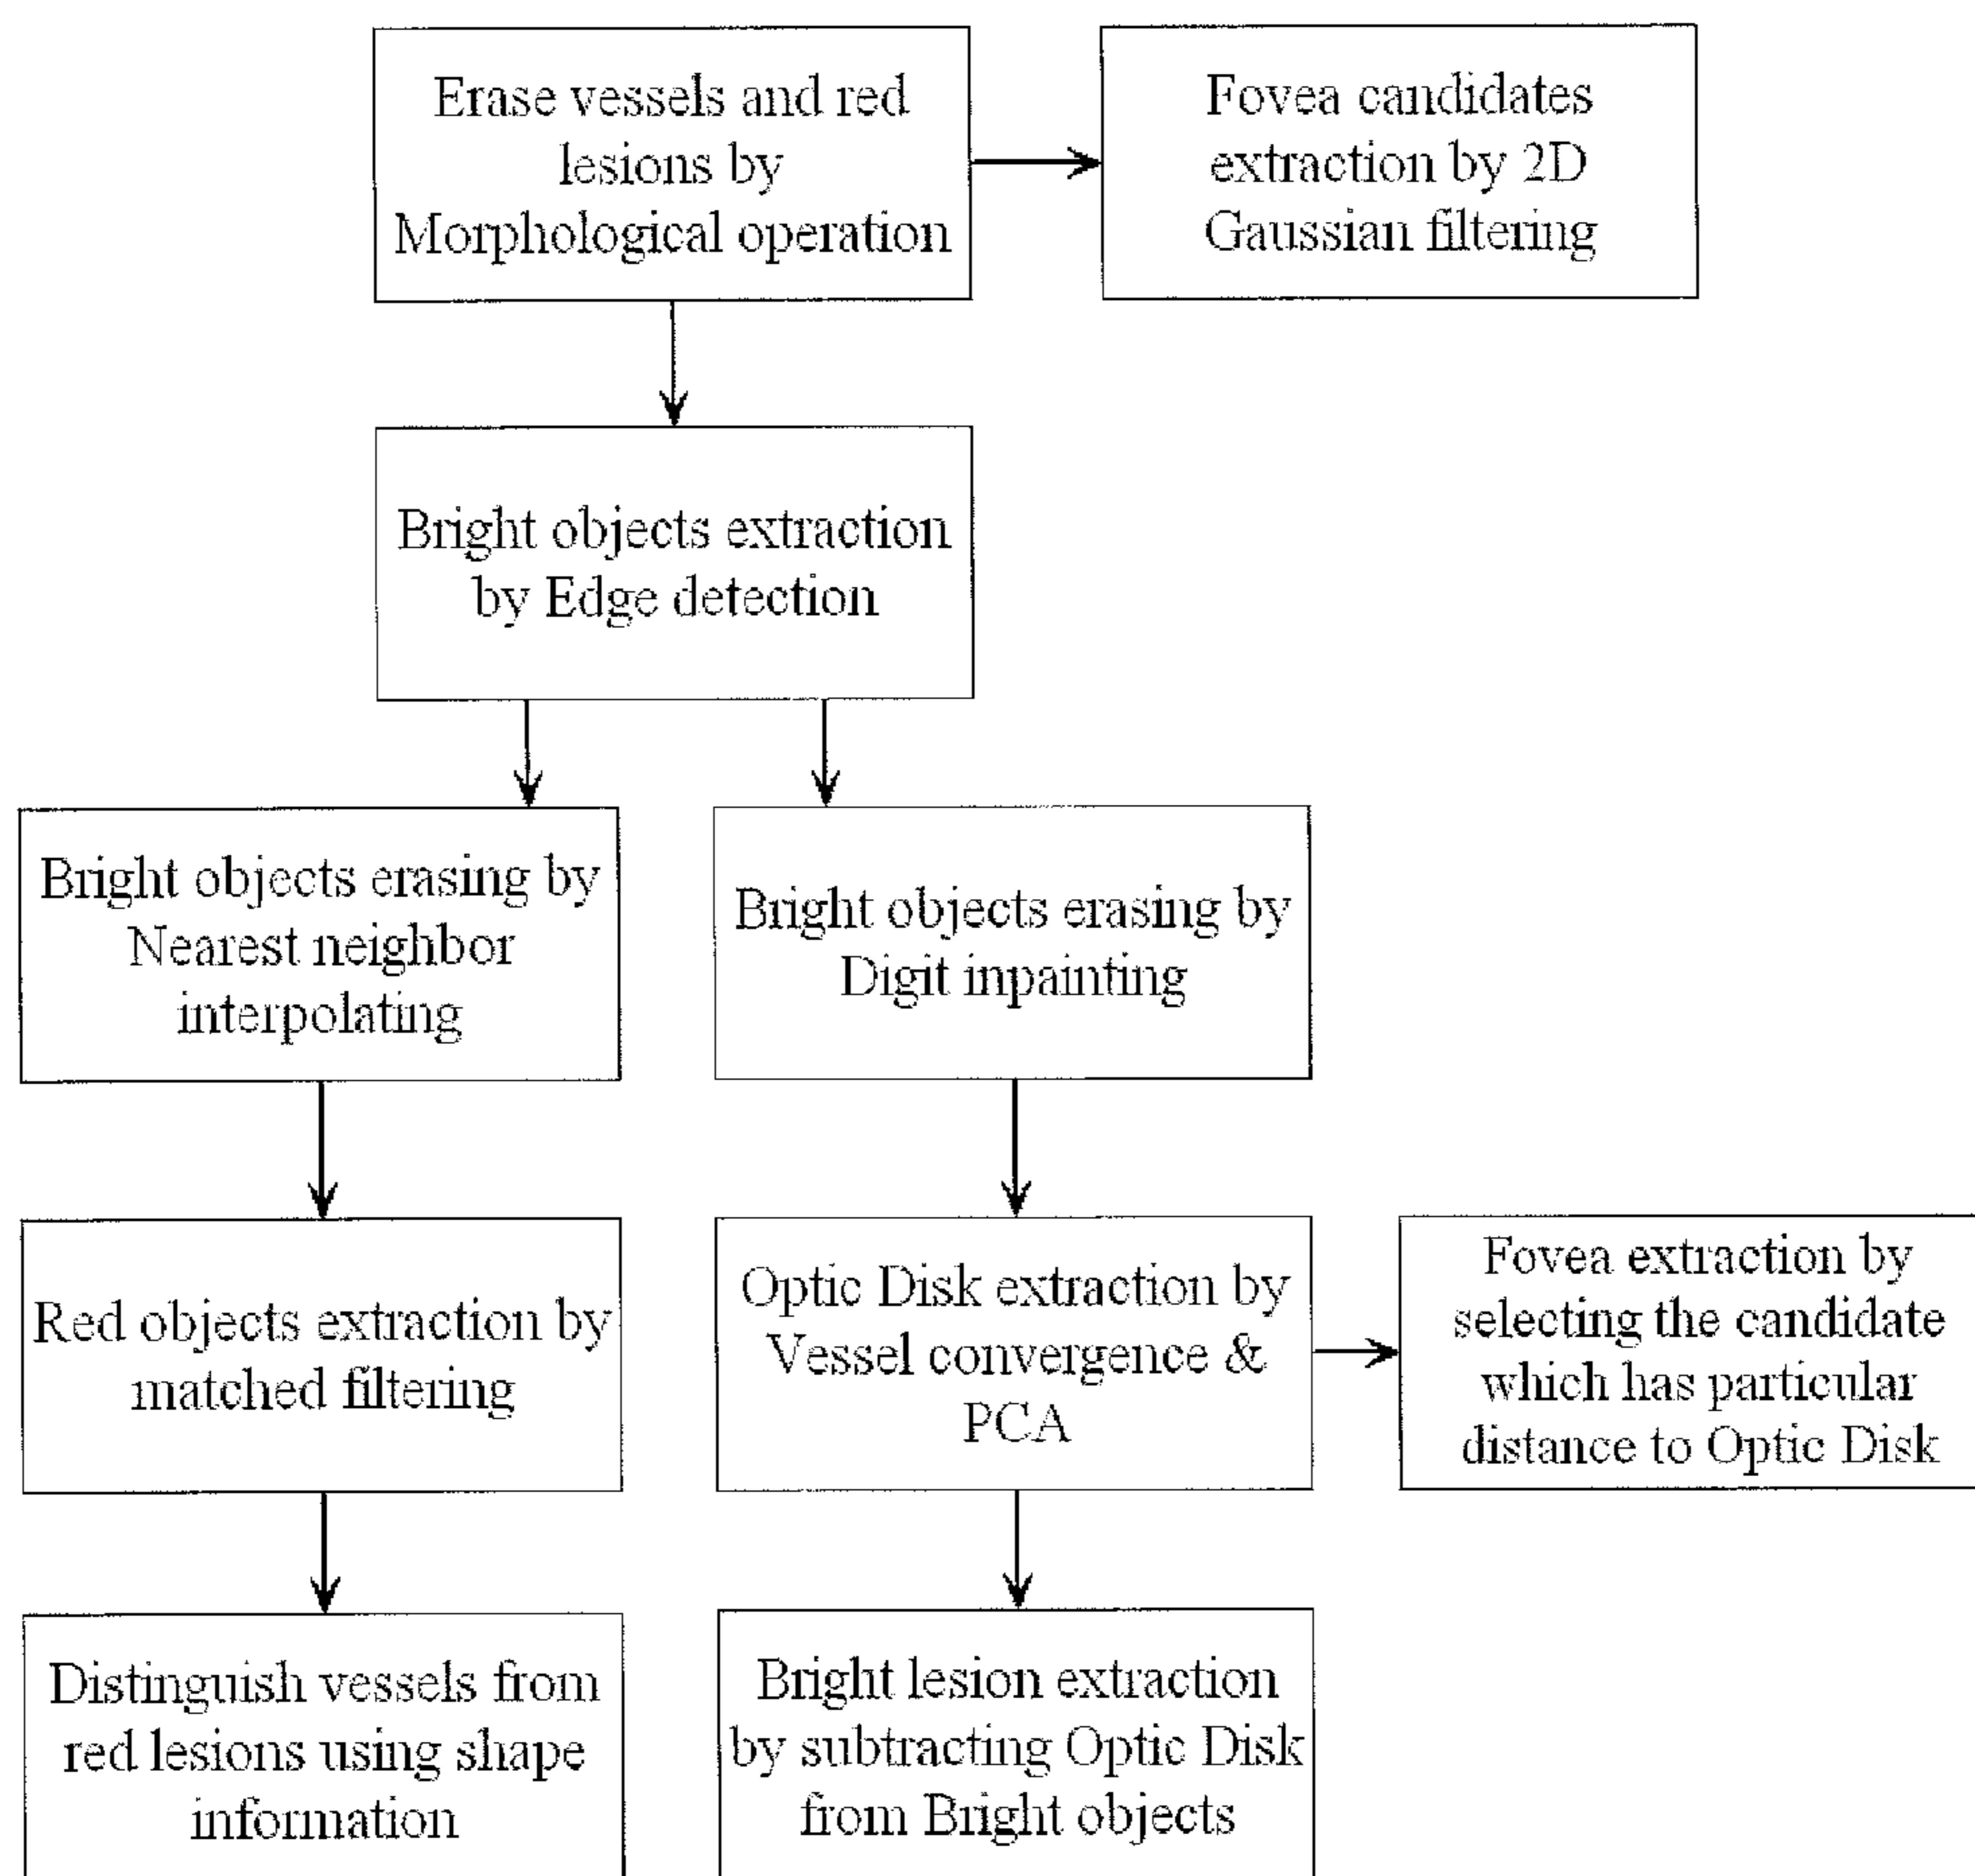 Erase vessels and red
lesions by
Morphological operation
Fovea candidates
extraction by 2D
Gaussian filtering
Bright objects extraction
by Edge detection
Bright objects erasing by
Nearest neighbor
interpolating
Bright objects erasing by
Digit inpainting
Red objects extraction by
matched filtering
Optic Disk extraction by
Vessel convergence &
PCA
Fovea extraction by
selecting the candidate
which has particular
distance to Optic Disk
Distinguish vessels from
red lesions using shape
information
Bright lesion extraction
by subtracting Optic Disk
from Bright objects